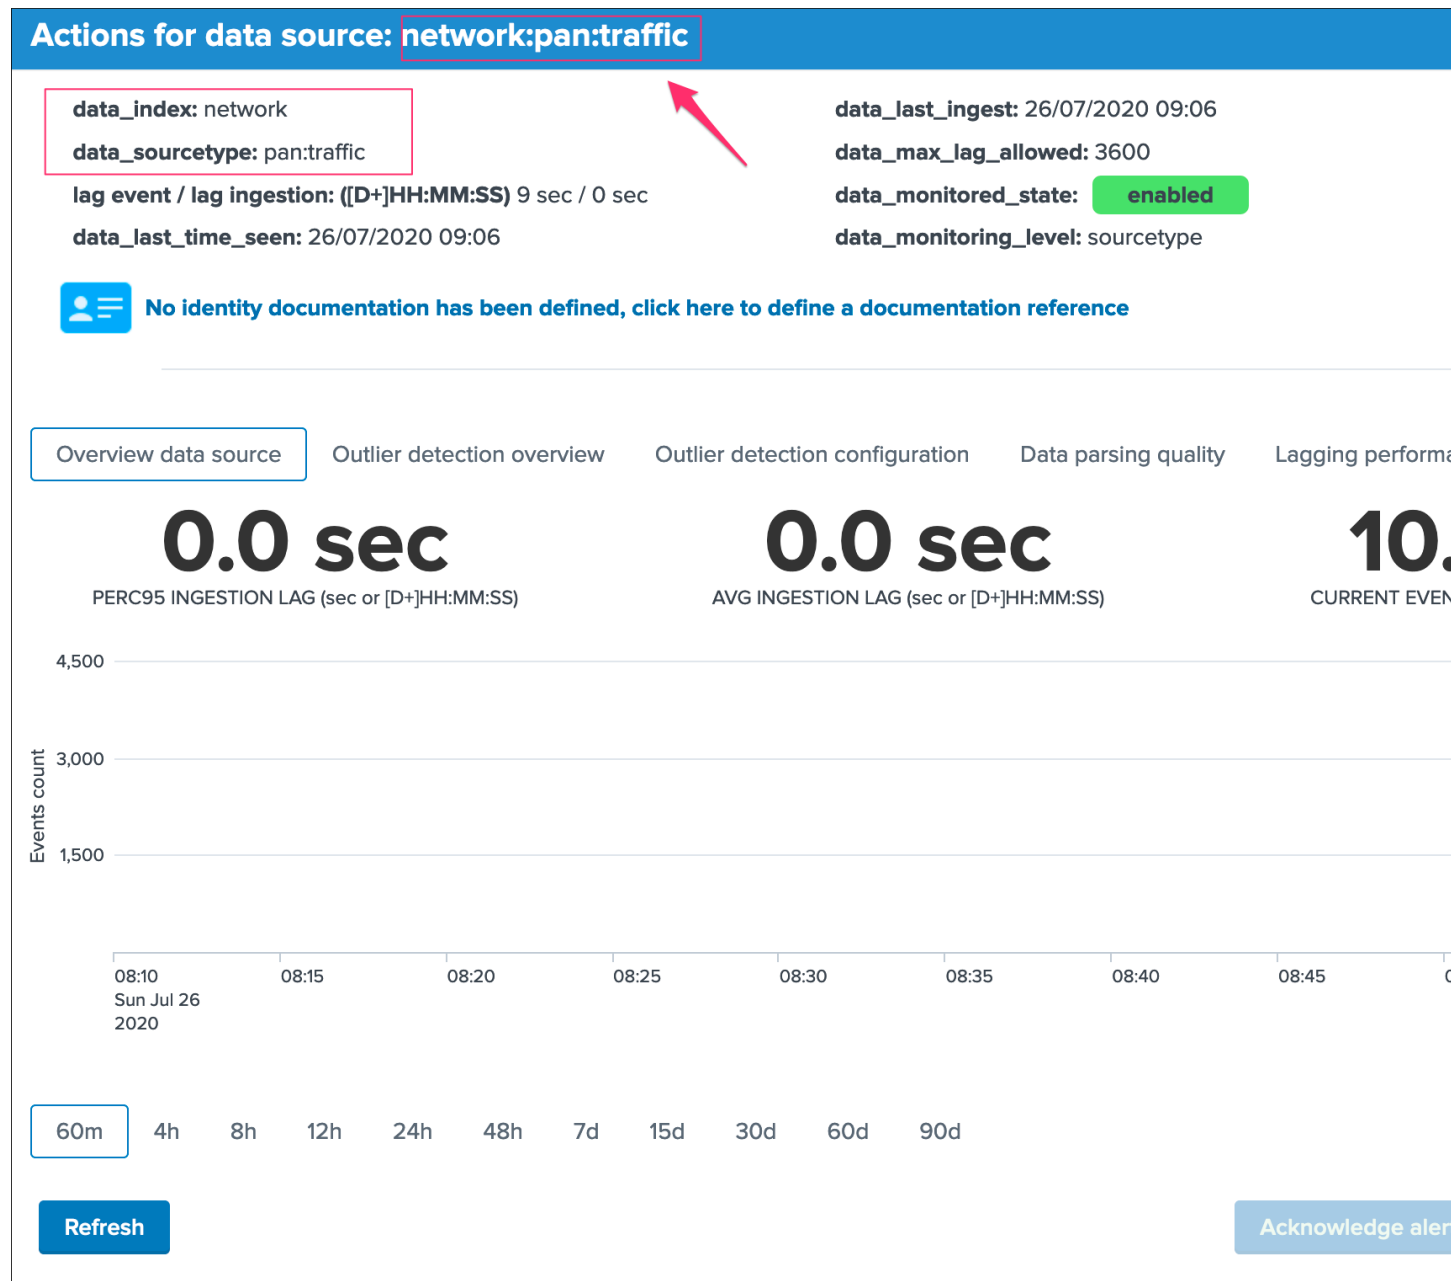 Actions for data source: network:pan:traffic
data_index: network
data_sourcetype: pan:traffic
lag event / lag ingestion: ([D+]HH:MM:SS) 9 sec / 0 sec
data_last_time_seen: 26/07/2020 09:06
data_last_ingest: 26/07/2020 09:06
data_max_lag_allowed: 3600
data_monitored_state: enabled
data_monitoring_level: sourcetype
No identity documentation has been defined, click here to define a documentation reference
Overview data source Outlier detection overview Outlier detection configuration Data parsing quality Lagging
0.0 sec
PERC95 INGESTION LAG (sec or [D+]HH:MM:SS)
0.0 sec
AVG INGESTION LAG (sec or [D+]HH:MM:SS)
10.
CURRENT
Events count
4,500
3,000
1,500
08:10 08:15 08:20 08:25 08:30 08:35 08:40 08:45
Sun Jul 26
2020
60m 4h 8h 12h 24h 48h 7d 15d 30d 60d 90d
Refresh
Acknowledge